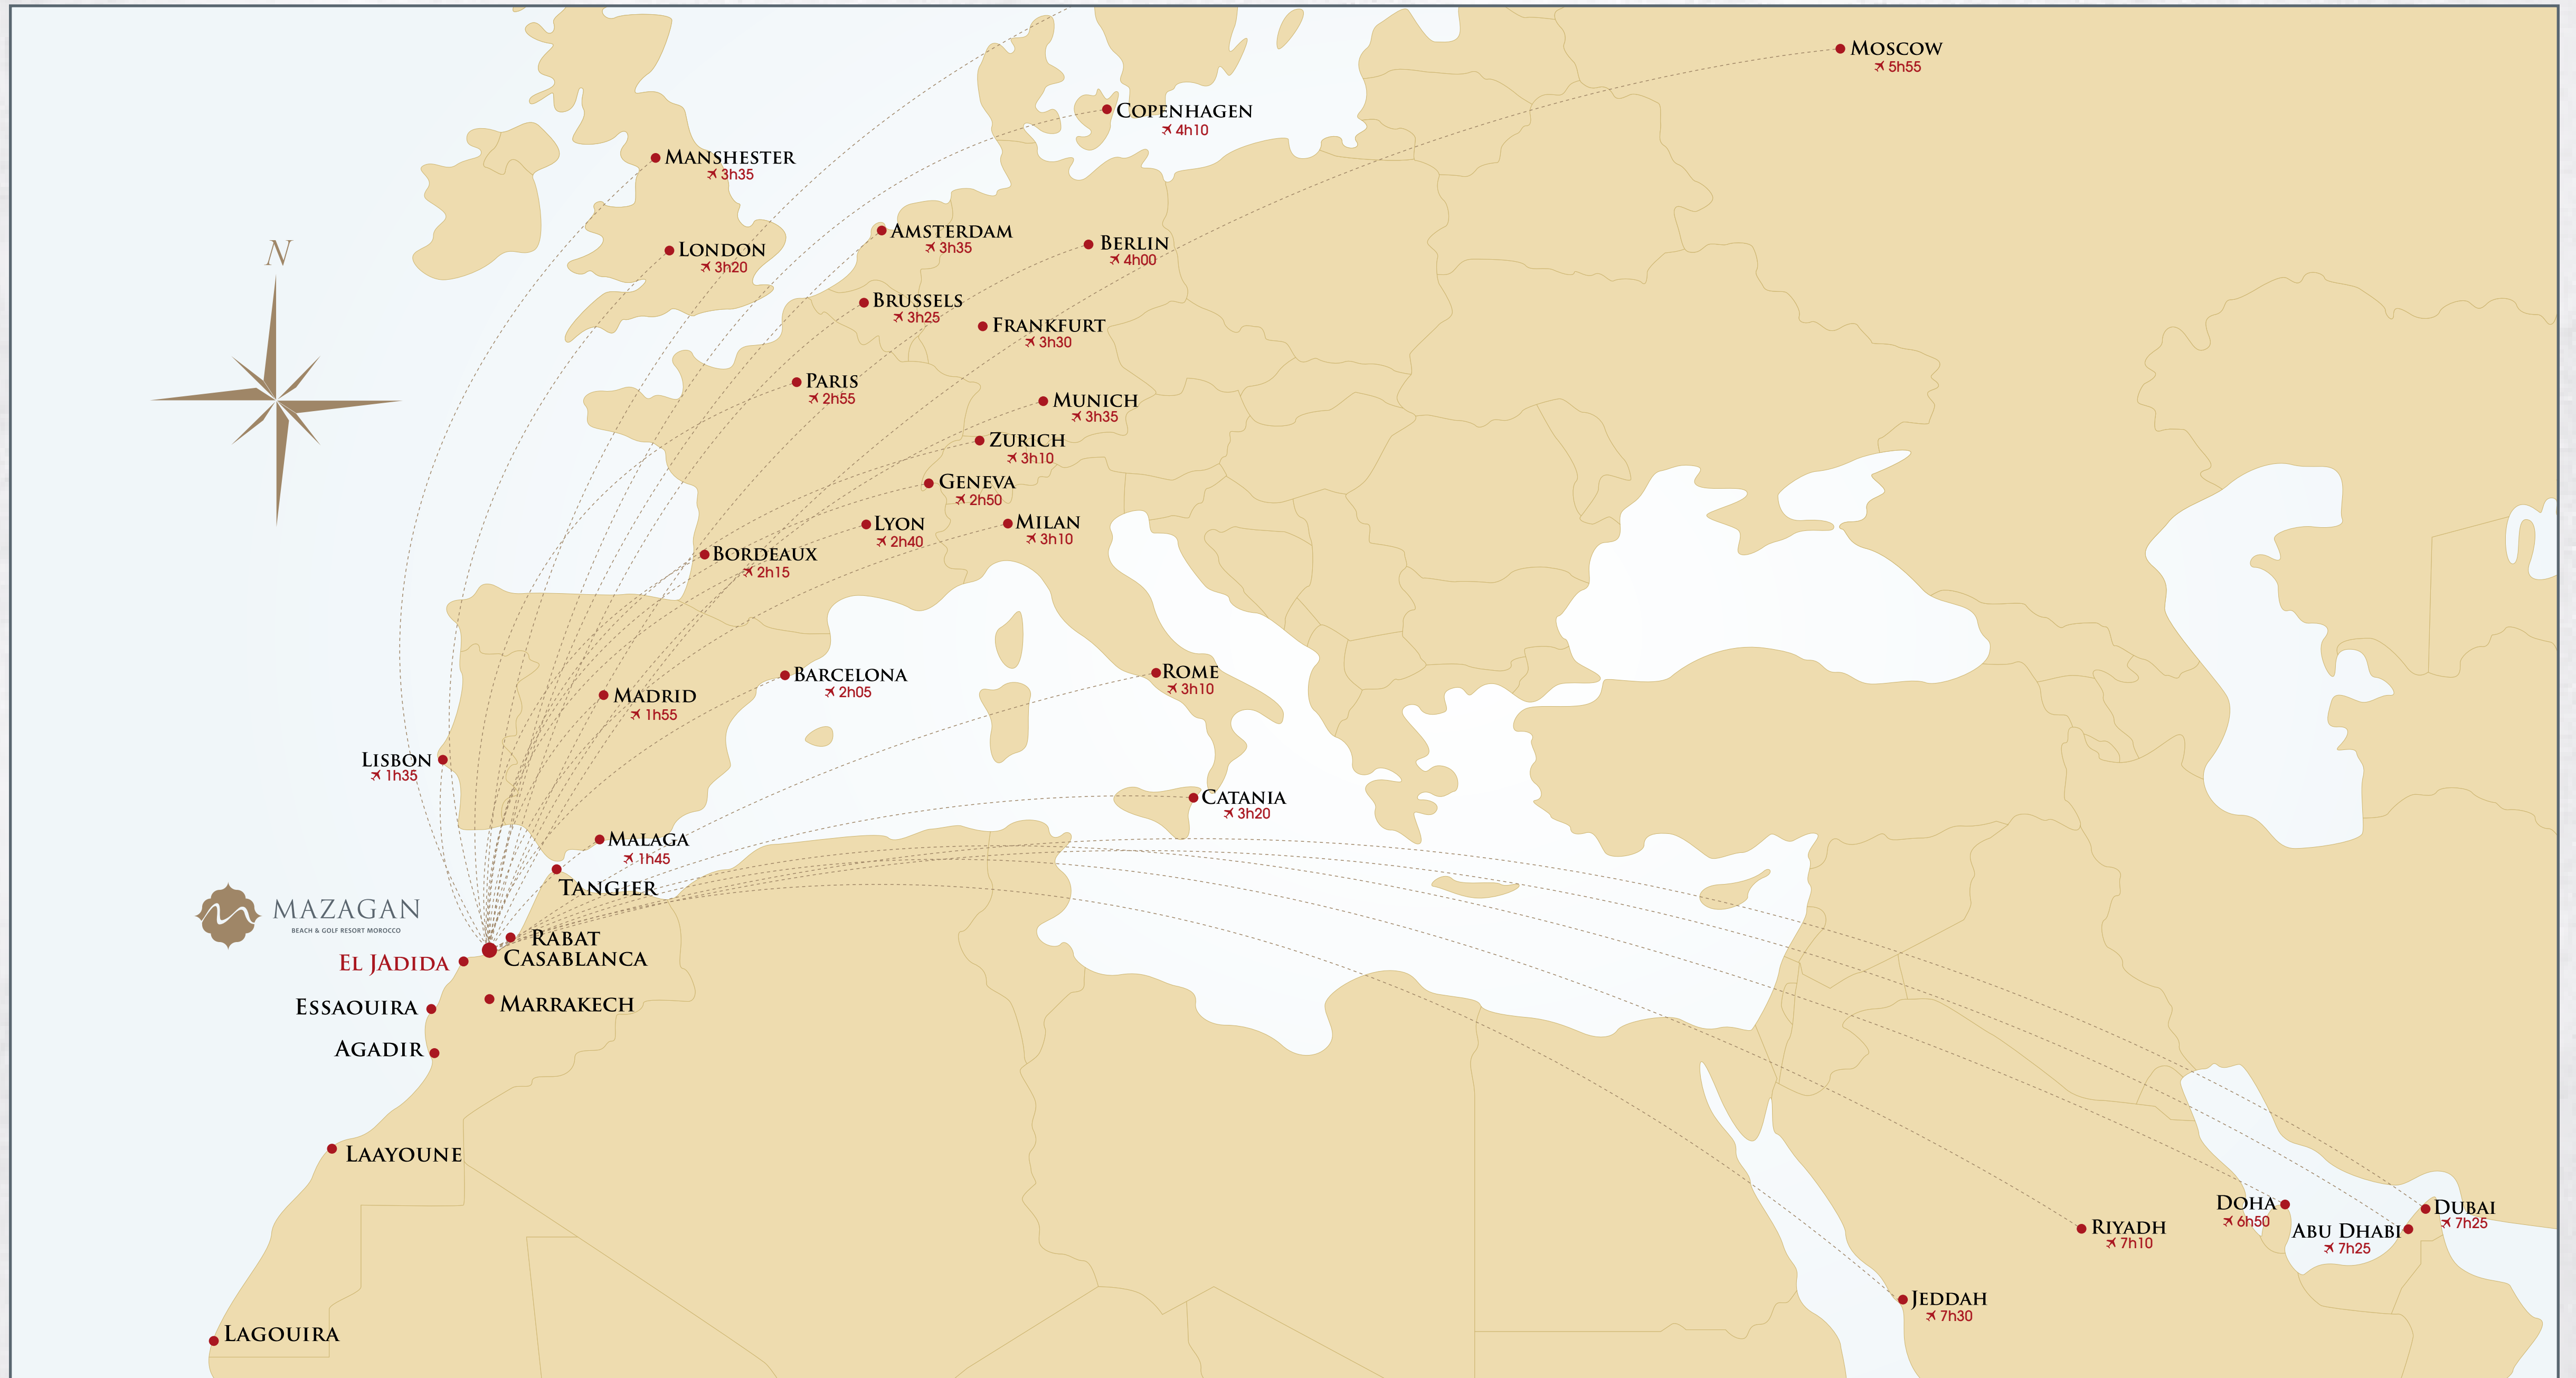 MOSCOW
5h55
COPENHAGEN
4h10
MANSHESTER
3h35
AMSTERDAM
3h35
BERLIN
4h00
LONDON
3h20
N
BRUSSELS
3h25
FRANKFURT
3h30
PARIS
2h55
MUNICH
3h35
ZURICH
3h10
GENEVA
2h50
LYON
2h40
MILAN
3h10
BORDEAUX
2h15
BARCELONA
2h05
ROME
3h10
MADRID
1h55
LISBON
1h35
CATANIA
3h20
MALAGA
1h45
TANGIER
MAZAGAN
BEACH & GOLF RESORT MOROCCO
RABAT
CASABLANCA
EL JADIDA
MARRAKECH
ESSAOUIRA
AGADIR
LAAYOUNE
DOHA
6h50
DUBAI
7h25
ABU DHABI
7h25
RIYADH
7h10
JEDDAH
7h30
LAGOUIRA